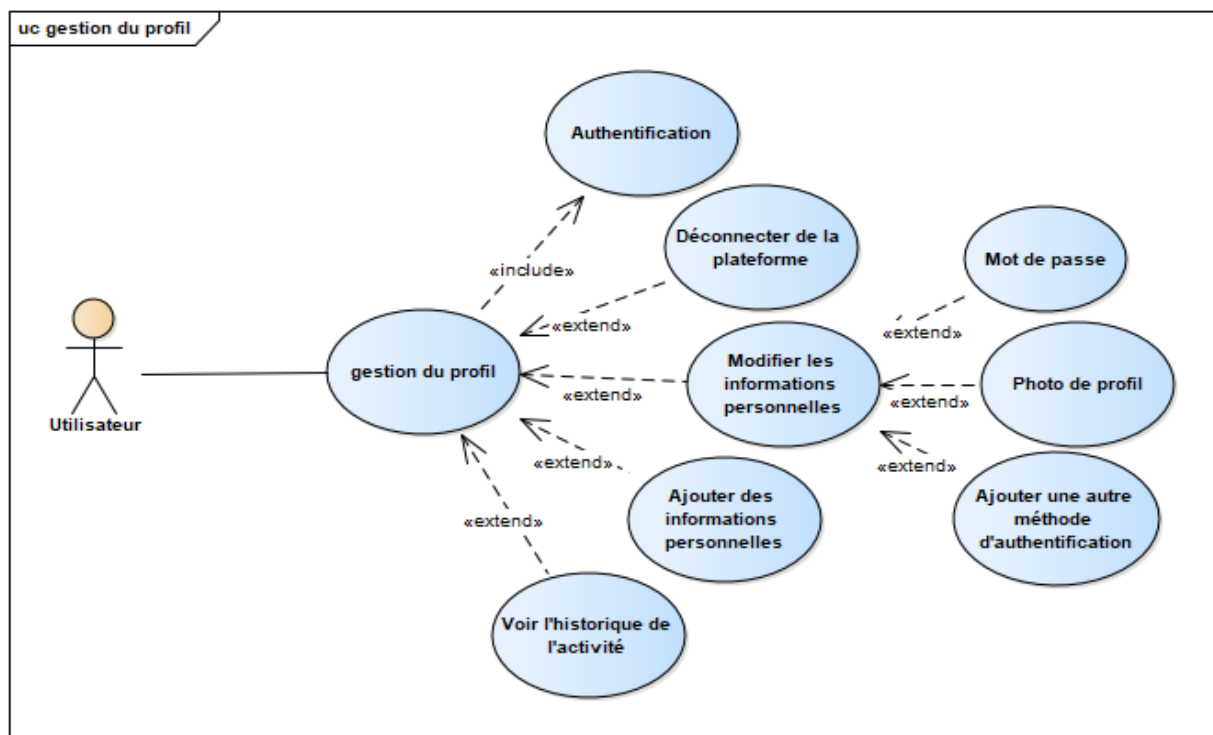 uc gestion du profil
Authentification
Déconnecter de la
plateforme
Mot de passe
«include»
«extend»
«extend»
gestion du profil
Modifier les
informations
personnelles
Photo de profil
«extend»
«extend»
Utilisateur
«extend»
«extend»
Ajouter des
informations
personnelles
Ajouter une autre
méthode
d'authentification
«extend»
Voir l'historique de
l'activité